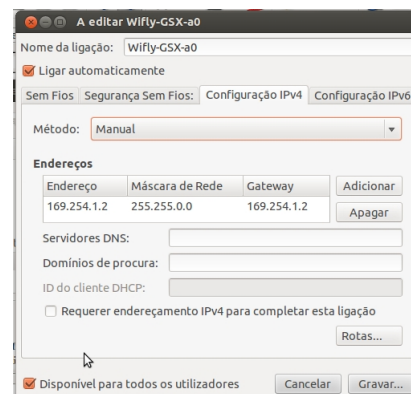 A editar Wifly-GSX-a0
Nome da ligação: Wifly-GSX-a0
Ligar automaticamente
Sem Fios Segurança Sem Fios: Configuração IPv4 Configuração IPv6
Método: Manual
Endereços
Endereço Máscara de Rede Gateway Adicionar
169.254.1.2 255.255.0.0 169.254.1.2 Apagar
Servidores DNS:
Domínios de procura:
ID do cliente DHCP:
Requerer endereçamento IPv4 para completar esta ligação
Rotas...
Disponível para todos os utilizadores Cancelar Gravar...